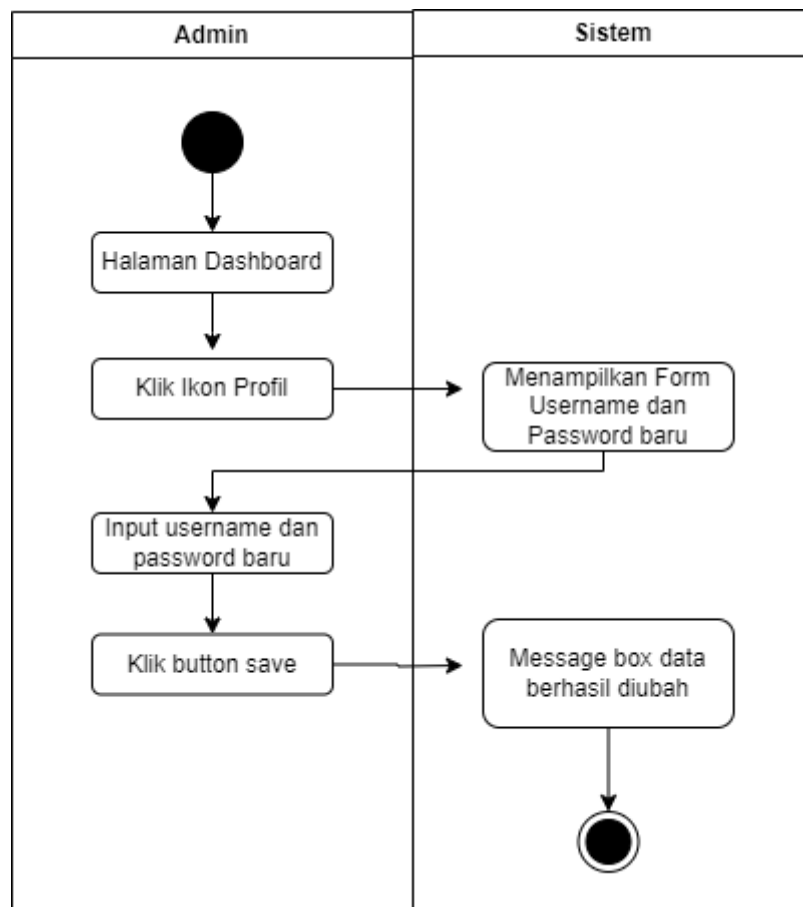 Admin
Sistem
Halaman Dashboard
Klik Ikon Profil
Menampilkan Form
Username dan
Password baru
Input username dan
password baru
Klik button save
Message box data
berhasil diubah